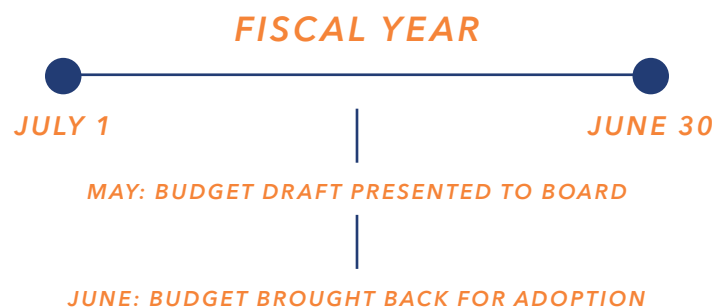 FISCAL YEAR
JULY 1
JUNE 30
MAY: BUDGET DRAFT PRESENTED TO BOARD
JUNE: BUDGET BROUGHT BACK FOR ADOPTION